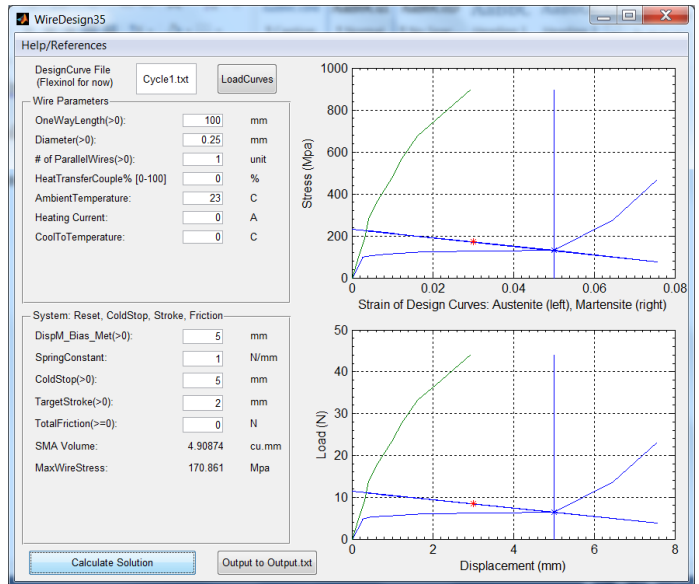 WireDesign35
Help/References
DesignCurve File
(Flexinol for now)
Cycle1.txt
LoadCurves
Wire Parameters
OneWayLength(>0): 100 mm
Diameter(>0): 0.25 mm
# of ParallelWires(>0): 1 unit
HeatTransferCouple% [0-100] 0 %
AmbientTemperature: 23 C
Heating Current: 0 A
CoolToTemperature: 0 C
System: Reset, ColdStop, Stroke, Friction
DispM_Bias_Met(>0): 5 mm
SpringConstant: 1 N/mm
ColdStop(>0): 5 mm
TargetStroke(>0): 2 mm
TotalFriction(>=0): 0 N
SMA Volume: 4.90874 cu.mm
MaxWireStress: 170.861 Mpa
Calculate Solution
Output to Output.txt
1000
800
600
400
200
0
Stress (Mpa)
0 0.02 0.04 0.06 0.08
Strain of Design Curves: Austenite (left), Martensite (right)
50
40
30
20
10
0
Load (N)
0 2 4 6 8
Displacement (mm)